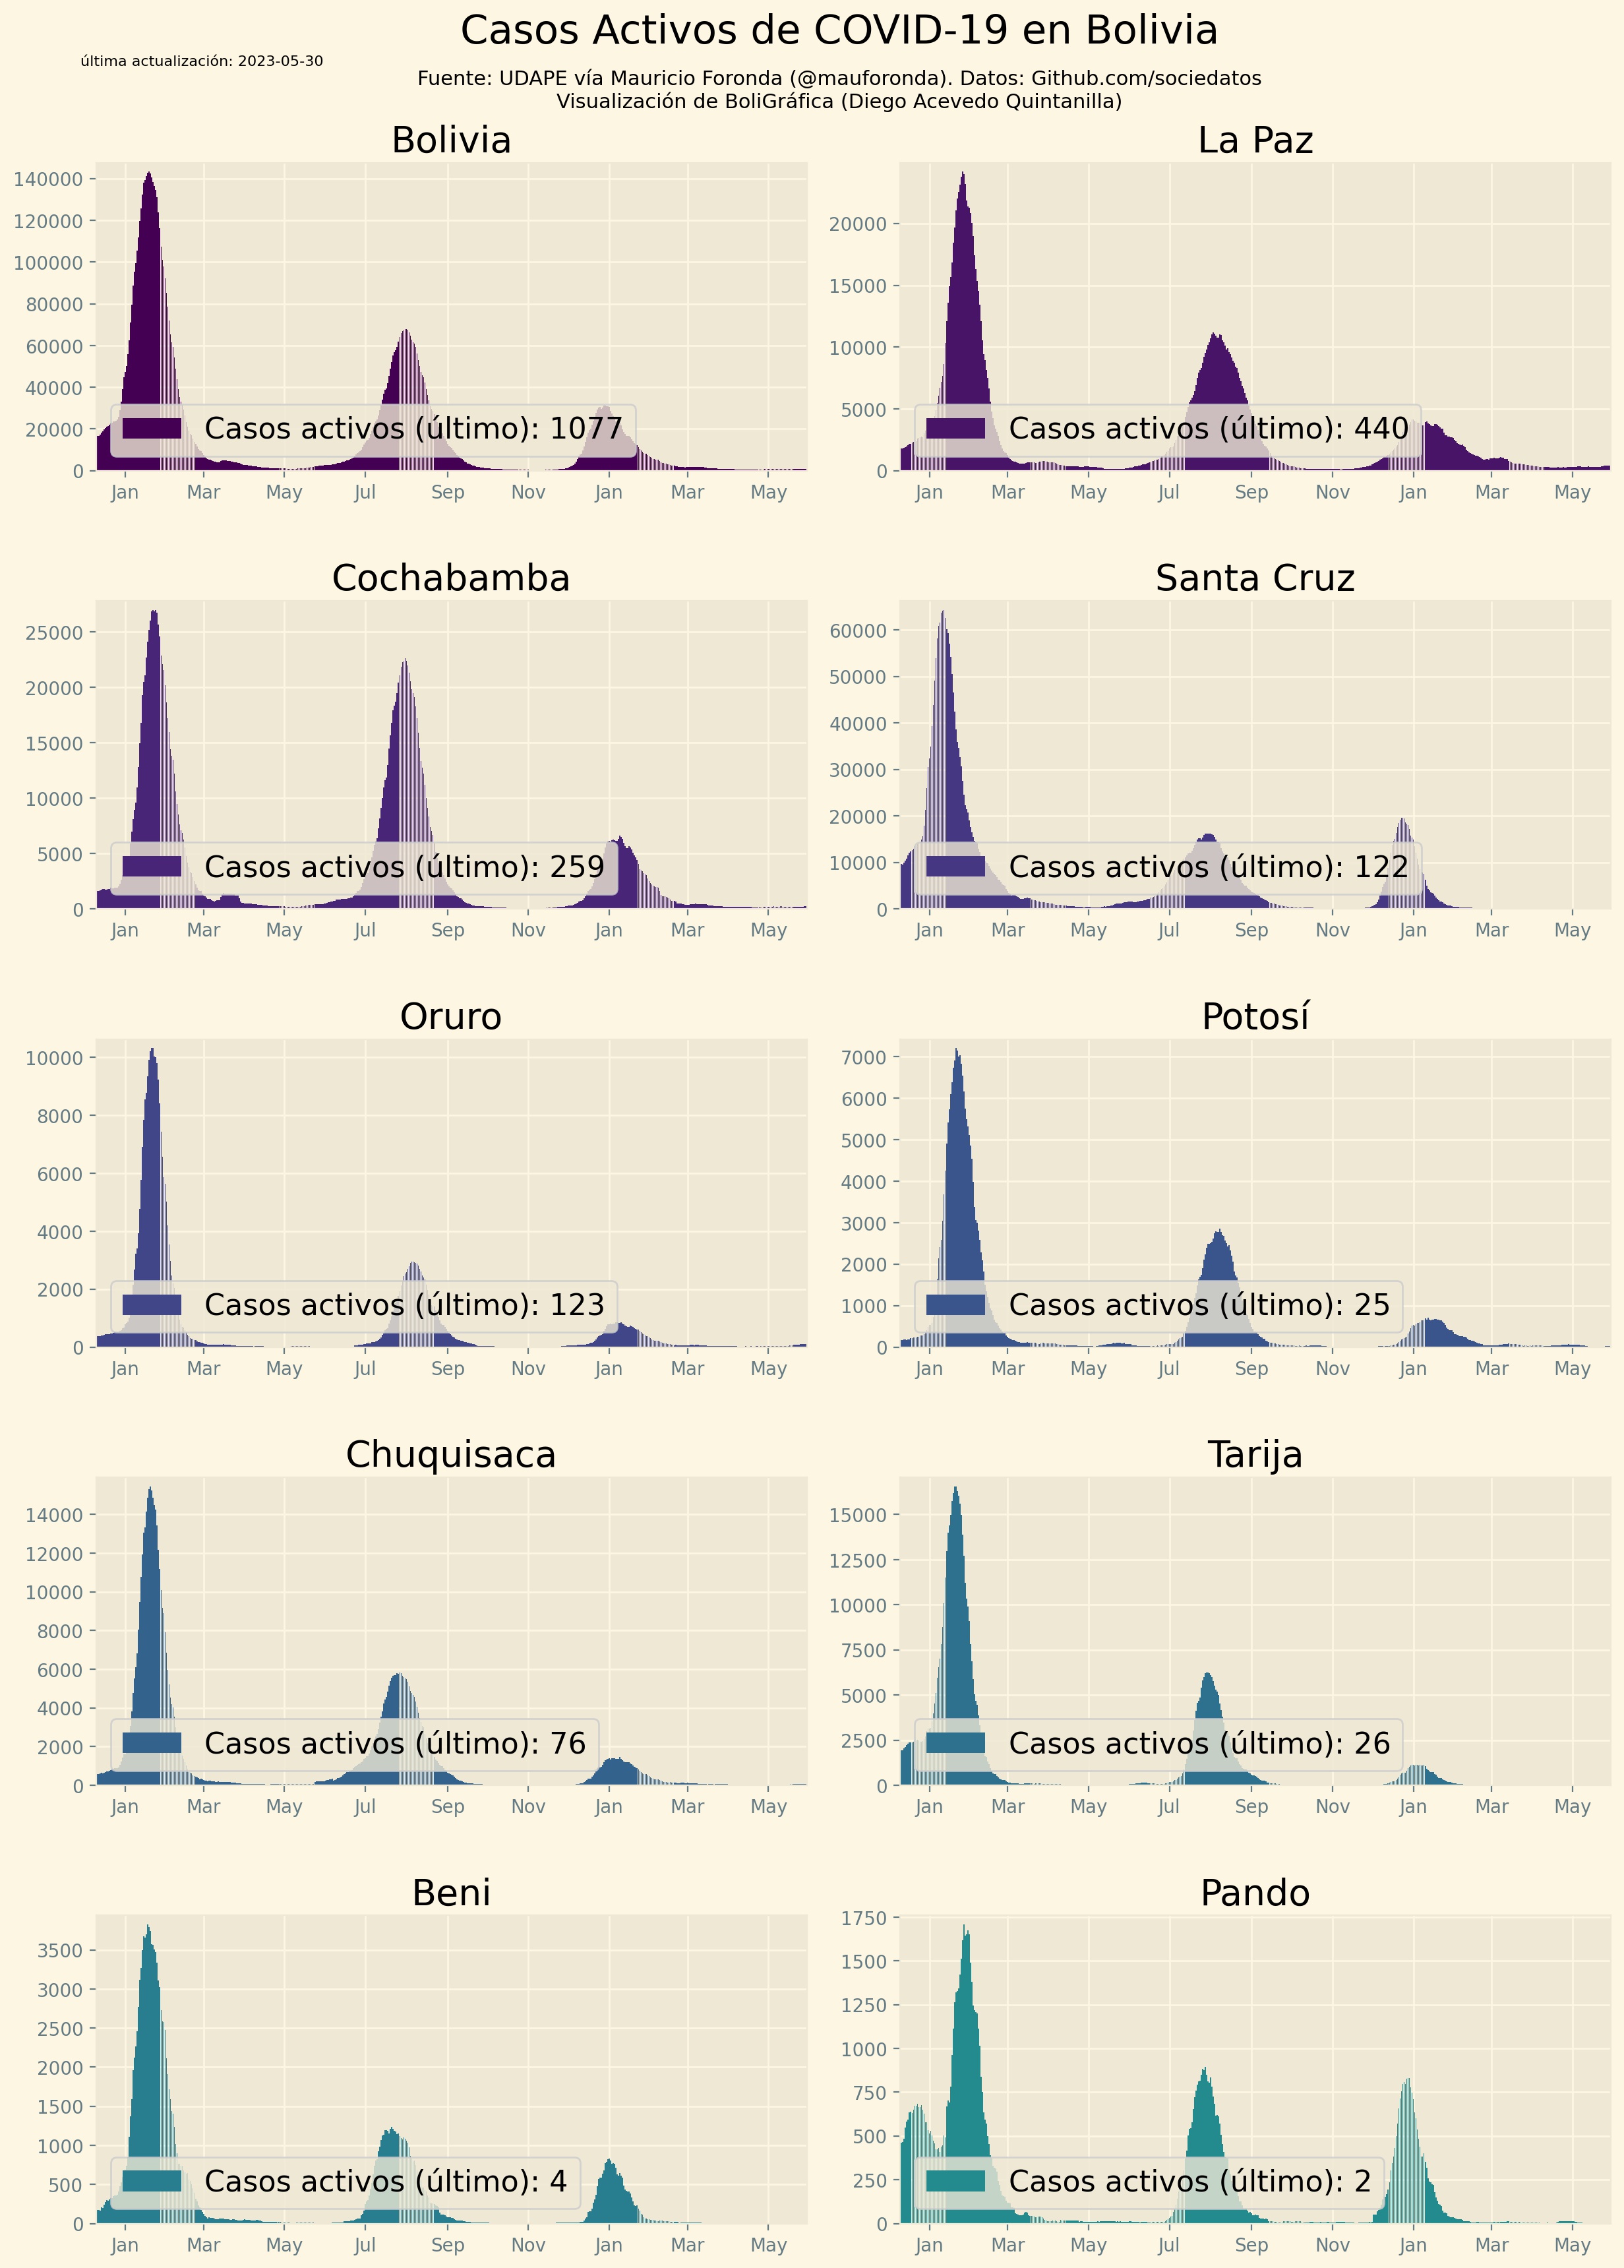 Casos Activos de COVID-19 en Bolivia
última actualización: 2023-05-30
Fuente: UDAPE vía Mauricio Foronda (@mauforonda). Datos: Github.com/sociedatos
Visualización de BoliGráfica (Diego Acevedo Quintanilla)
Bolivia
140000
120000
100000
80000
60000
40000
20000
0
Casos activos (último): 1077
Jan Mar May Jul Sep Nov Jan Mar May
La Paz
20000
15000
10000
5000
0
Casos activos (último): 440
Jan Mar May Jul Sep Nov Jan Mar May
Cochabamba
25000
20000
15000
10000
5000
0
Casos activos (último): 259
Jan Mar May Jul Sep Nov Jan Mar May
Santa Cruz
60000
50000
40000
30000
20000
10000
0
Casos activos (último): 122
Jan Mar May Jul Sep Nov Jan Mar May
Oruro
10000
8000
6000
4000
2000
0
Casos activos (último): 123
Jan Mar May Jul Sep Nov Jan Mar May
Potosí
7000
6000
5000
4000
3000
2000
1000
0
Casos activos (último): 25
Jan Mar May Jul Sep Nov Jan Mar May
Chuquisaca
14000
12000
10000
8000
6000
4000
2000
0
Casos activos (último): 76
Jan Mar May Jul Sep Nov Jan Mar May
Tarija
15000
12500
10000
7500
5000
2500
0
Casos activos (último): 26
Jan Mar May Jul Sep Nov Jan Mar May
Beni
3500
3000
2500
2000
1500
1000
500
0
Casos activos (último): 4
Jan Mar May Jul Sep Nov Jan Mar May
Pando
1750
1500
1250
1000
750
500
250
0
Casos activos (último): 2
Jan Mar May Jul Sep Nov Jan Mar May